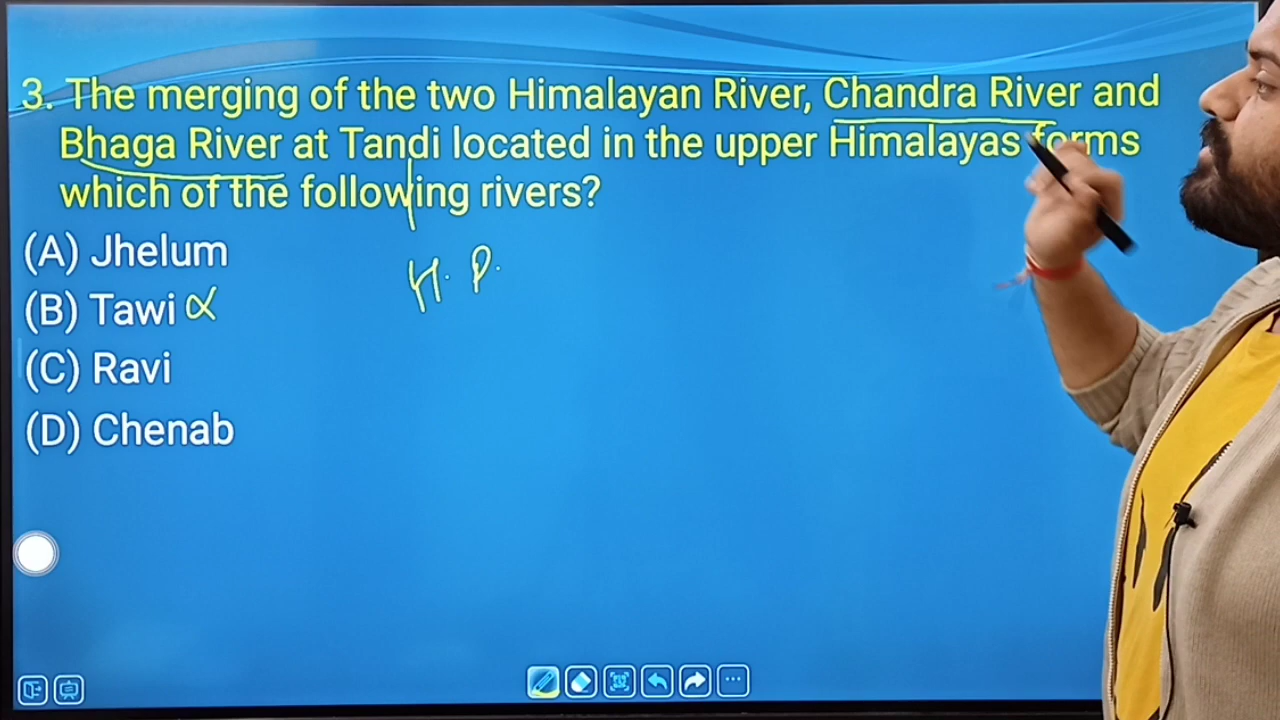 3. The merging of the two Himalayan River, Chandra River and
Bhaga River at Tandi located in the upper Himalayas forms
which of the following rivers?
H. P.
(A) Jhelum
(B) Tawi
(C) Ravi
(D) Chenab